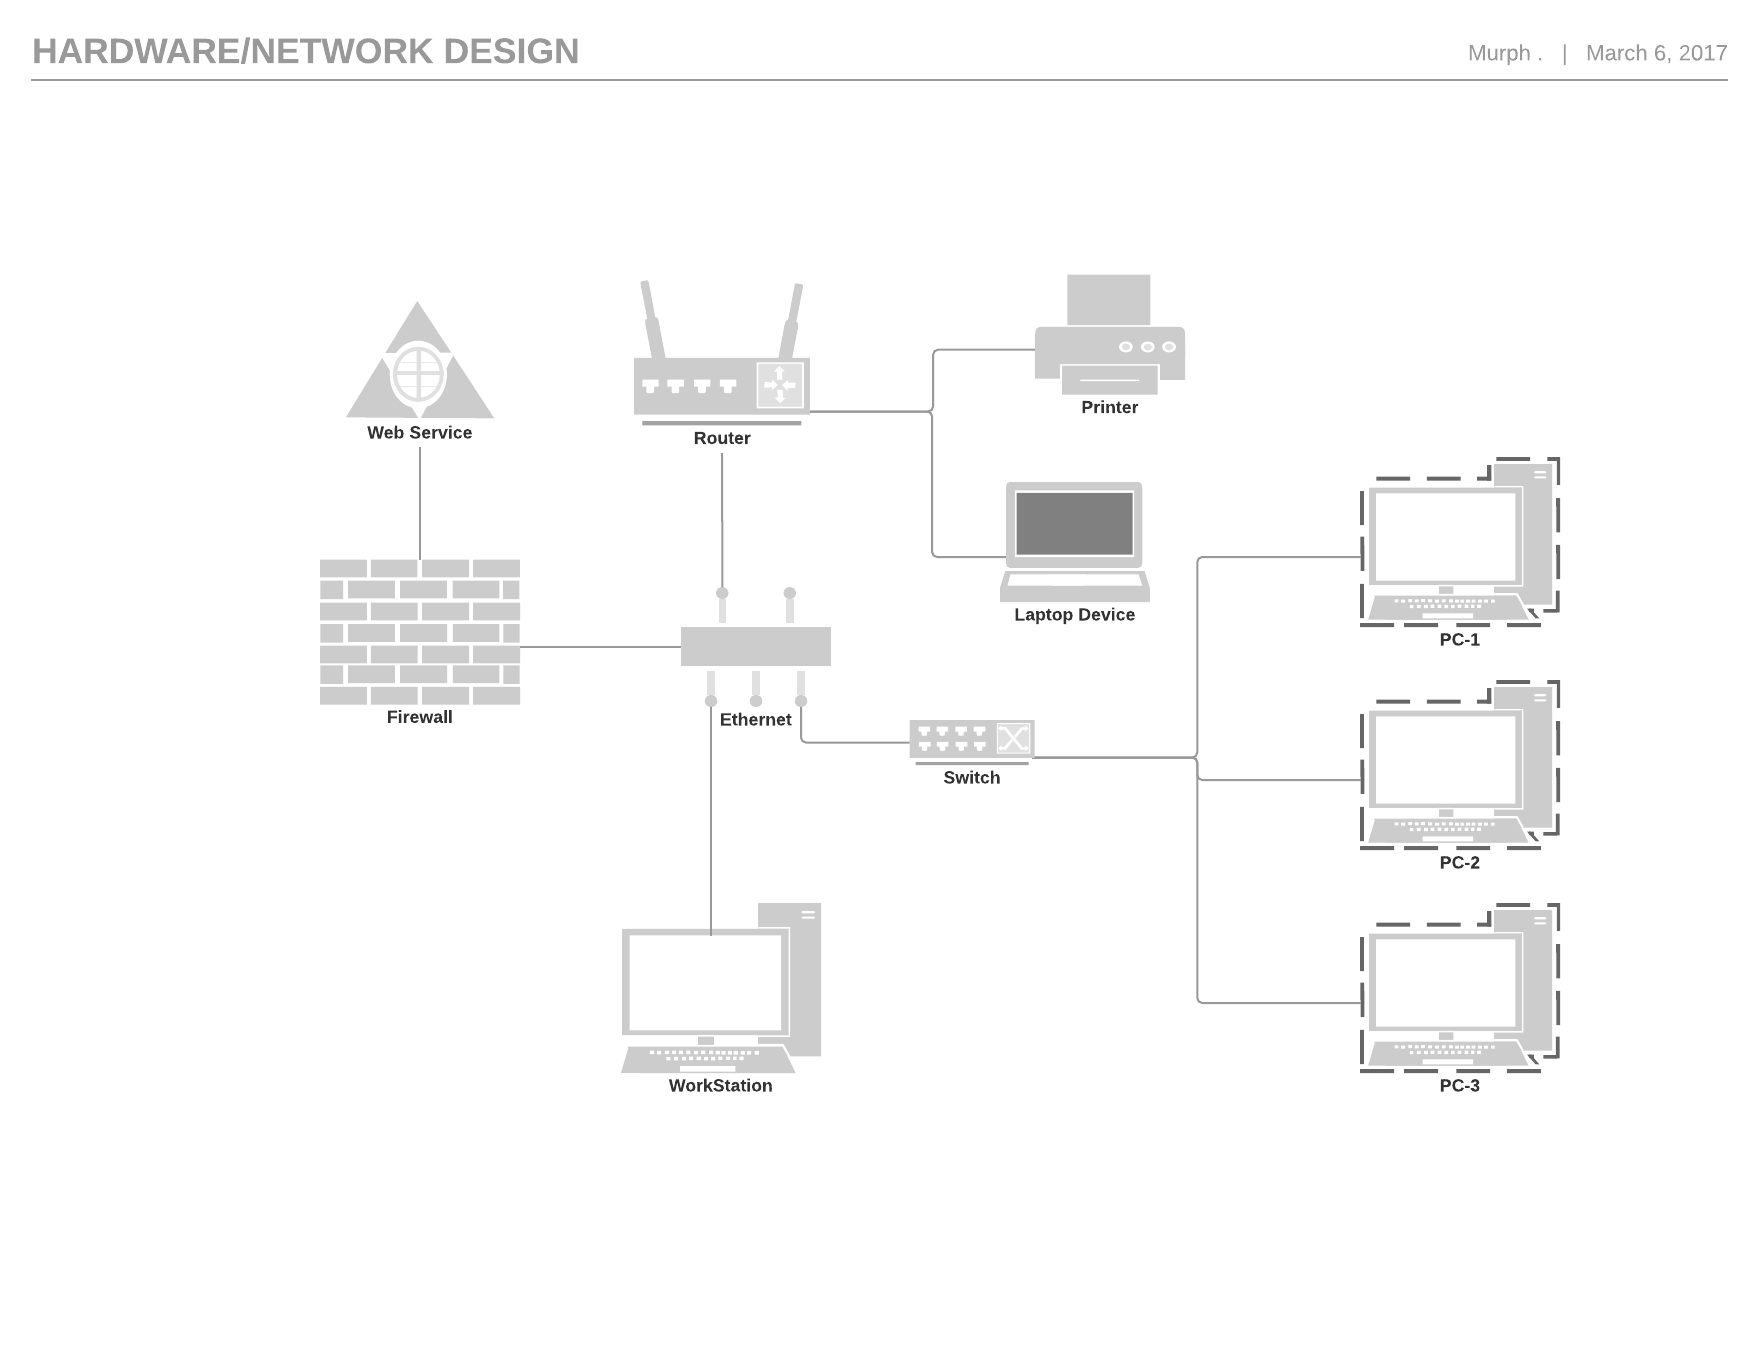 HARDWARE/NETWORK DESIGN
Murph . | March 6, 2017
Web Service
Router
Printer
Laptop Device
Firewall
Ethernet
Switch
PC-1
PC-2
WorkStation
PC-3